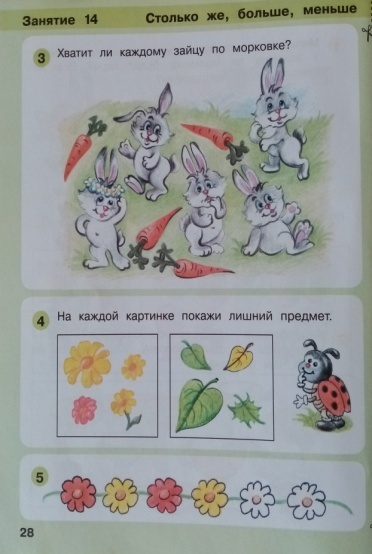 Занятие 14 Столько же, больше, меньше
3 Хватит ли каждому зайцу по морковке?
4 На каждой картинке покажи лишний предмет.
5
28